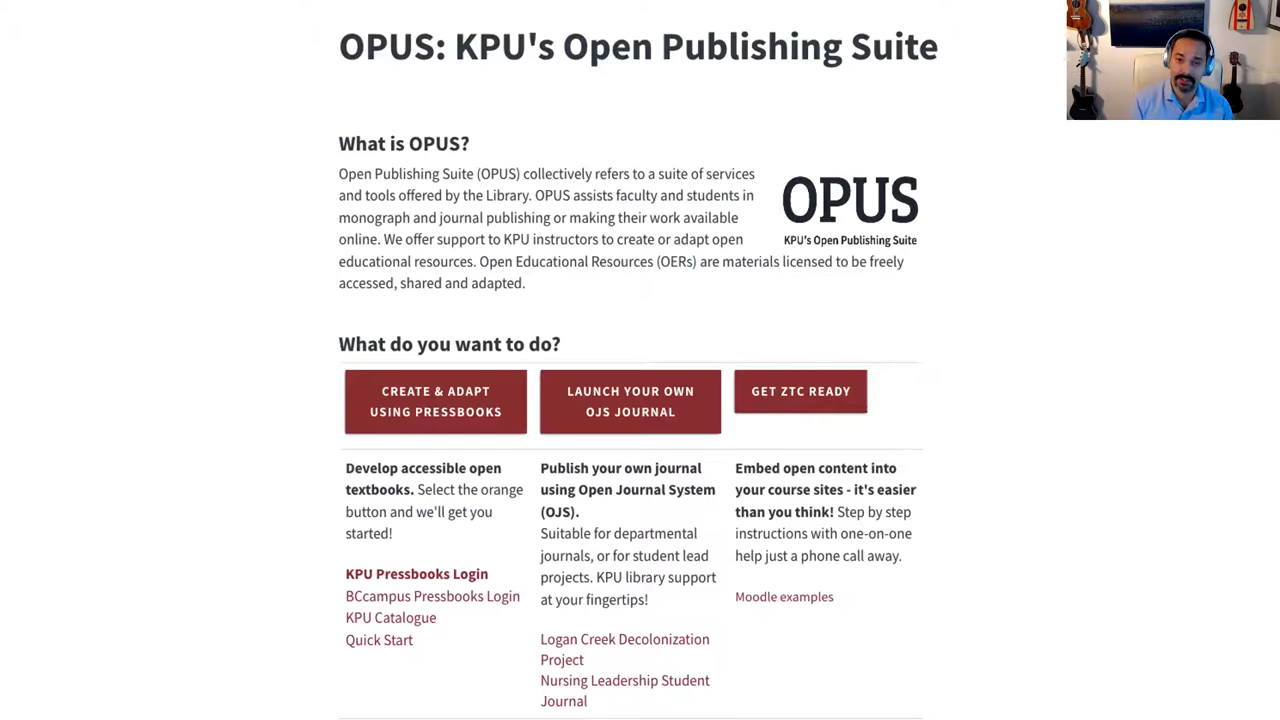 OPUS: KPU's Open Publishing Suite
What is OPUS?
Open Publishing Suite (OPUS) collectively refers to a suite of services
and tools offered by the Library. OPUS assists faculty and students in
monograph and journal publishing or making their work available
online. We offer support to KPU instructors to create or adapt open
educational resources. Open Educational Resources (OERs) are materials licensed to be freely
accessed, shared and adapted.
OPUS
KPU's Open Publishing Suite
What do you want to do?
CREATE & ADAPT
USING PRESSBOOKS
LAUNCH YOUR OWN
OJS JOURNAL
GET ZTC READY
Develop accessible open
textbooks. Select the orange
button and we'll get you
started!
KPU Pressbooks Login
BCcampus Pressbooks Login
KPU Catalogue
Quick Start
Publish your own journal
using Open Journal System
(OJS).
Suitable for departmental
journals, or for student lead
projects. KPU library support
at your fingertips!
Logan Creek Decolonization
Project
Nursing Leadership Student
Journal
Embed open content into
your course sites - it's easier
than you think! Step by step
instructions with one-on-one
help just a phone call away.
Moodle examples